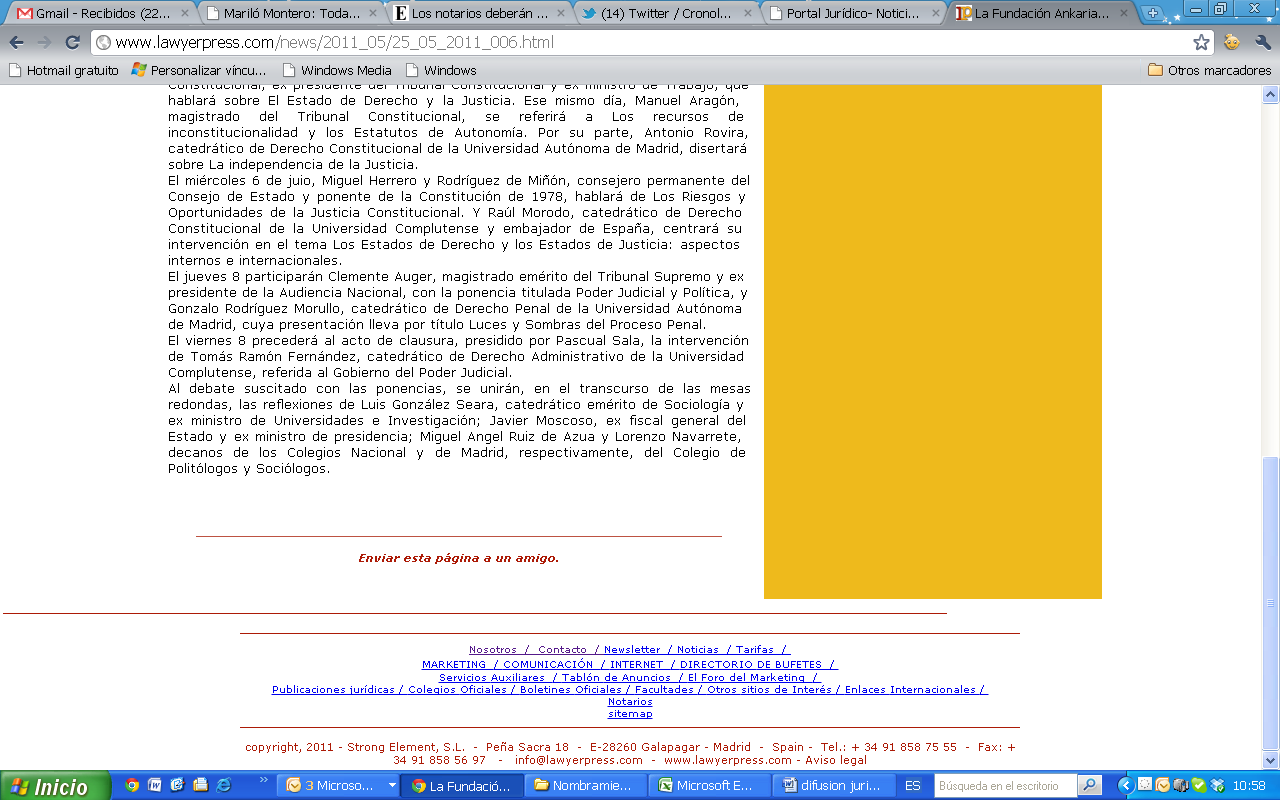 Gmail - Recibidos (22... Mariló Montero: Toda... Los notarios deberán ... (14) Twitter / Cronol... Portal Jurídico- Notici... La Fundación Ankaria...
www.lawyerpress.com/news/2011_05/25_05_2011_006.html
Hotmail gratuito Personalizar víncu... Windows Media Windows Otros marcadores
Constitucional, ex presidente del Tribunal Constitucional y ex ministro de Trabajo, que
hablará sobre El Estado de Derecho y la Justicia. Ese mismo día, Manuel Aragón,
magistrado del Tribunal Constitucional, se referirá a Los recursos de
inconstitucionalidad y los Estatutos de Autonomía. Por su parte, Antonio Rovira,
catedrático de Derecho Constitucional de la Universidad Autónoma de Madrid, disertará
sobre La independencia de la Justicia.
El miércoles 6 de juio, Miguel Herrero y Rodríguez de Miñón, consejero permanente del
Consejo de Estado y ponente de la Constitución de 1978, hablará de Los Riesgos y
Oportunidades de la Justicia Constitucional. Y Raúl Morodo, catedrático de Derecho
Constitucional de la Universidad Complutense y embajador de España, centrará su
intervención en el tema Los Estados de Derecho y los Estados de Justicia: aspectos
internos e internacionales.
El jueves 8 participarán Clemente Auger, magistrado emérito del Tribunal Supremo y ex
presidente de la Audiencia Nacional, con la ponencia titulada Poder Judicial y Política, y
Gonzalo Rodríguez Morullo, catedrático de Derecho Penal de la Universidad Autónoma
de Madrid, cuya presentación lleva por título Luces y Sombras del Proceso Penal.
El viernes 8 precederá al acto de clausura, presidido por Pascual Sala, la intervención
de Tomás Ramón Fernández, catedrático de Derecho Administrativo de la Universidad
Complutense, referida al Gobierno del Poder Judicial.
Al debate suscitado con las ponencias, se unirán, en el transcurso de las mesas
redondas, las reflexiones de Luis González Seara, catedrático emérito de Sociología y
ex ministro de Universidades e Investigación; Javier Moscoso, ex fiscal general del
Estado y ex ministro de presidencia; Miguel Angel Ruiz de Azua y Lorenzo Navarrete,
decanos de los Colegios Nacional y de Madrid, respectivamente, del Colegio de
Politólogos y Sociólogos.
Enviar esta página a un amigo.
Nosotros / Contacto / Newsletter / Noticias / Tarifas /
MARKETING / COMUNICACIÓN / INTERNET / DIRECTORIO DE BUFETES /
Servicios Auxiliares / Tablón de Anuncios / El Foro del Marketing /
Publicaciones jurídicas / Colegios Oficiales / Boletines Oficiales / Facultades / Otros sitios de Interés / Enlaces Internacionales /
Notarios
sitemap
copyright, 2011 - Strong Element, S.L. - Peña Sacra 18 - E-28260 Galapagar - Madrid - Spain - Tel.: + 34 91 858 75 55 - Fax: +
34 91 858 56 97 - info@lawyerpress.com - www.lawyerpress.com - Aviso legal
Inicio 3 Microso... La Fundació... Nombramie... Microsoft E... difusion juri... ES Búsqueda en el escritorio 10:58